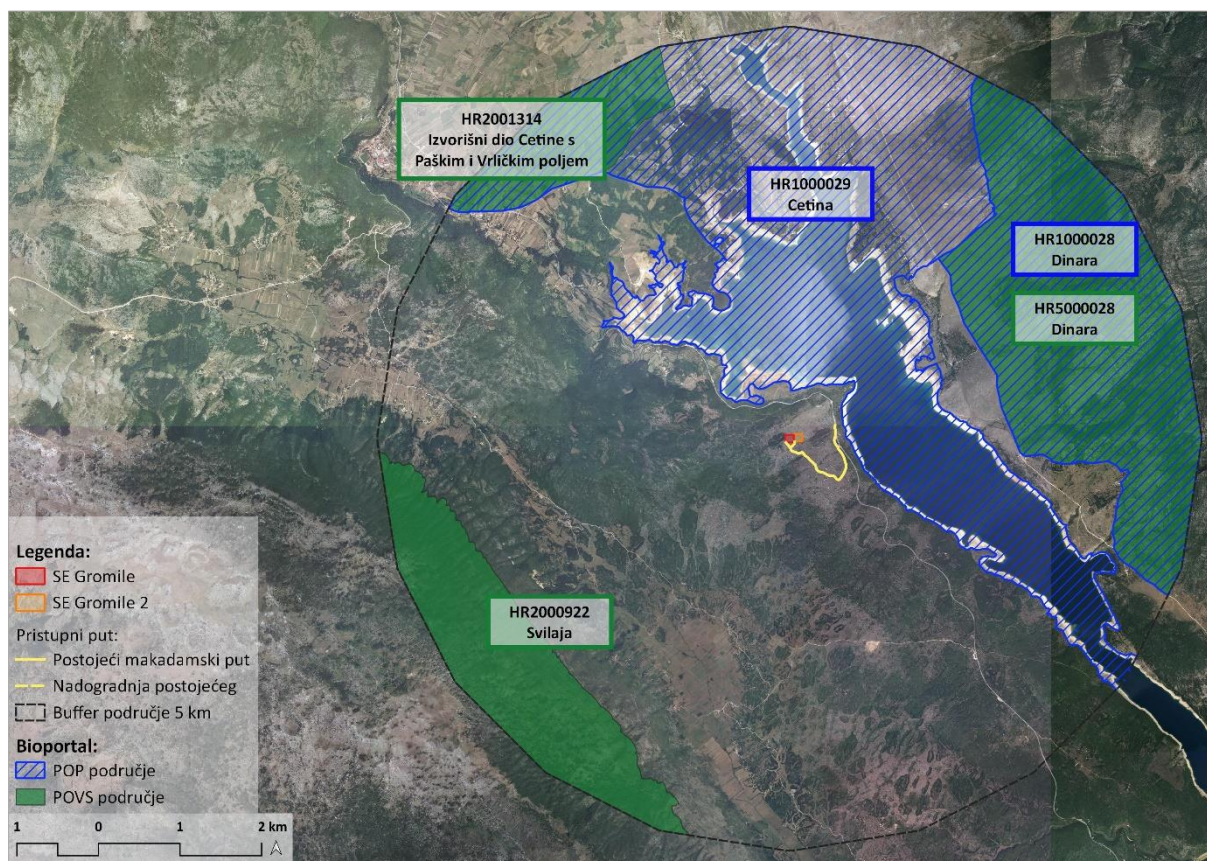 HR2001314
Izvorišni dio Cetine s
Paškim i Vrličkim poljem
HR1000029
Cetina
HR1000028
Dinara
HR5000028
Dinara
HR2000922
Svilaja
Legenda:
SE Gromile
SE Gromile 2
Pristupni put:
Postojeći makadamski put
Nadogradnja postojećeg
Buffer područje 5 km
Bioportal:
POP područje
POVS područje
1 0 1 2 km